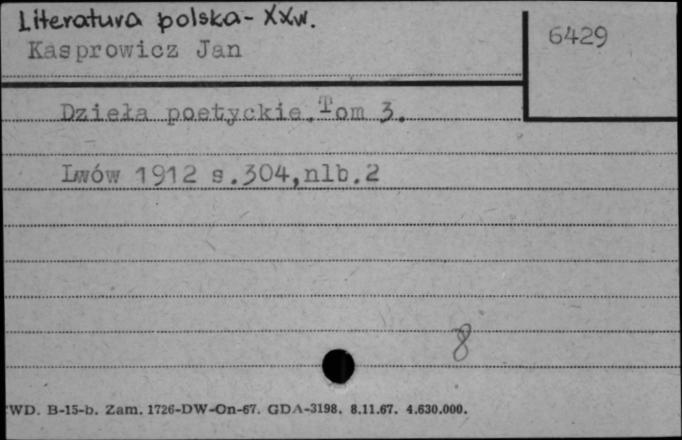 Literatura polska - XXw.
Kasprowicz Jan
6429
Dzieła poetyckie. Tom 3.
Lwów 1912 s.304,nlb.2
8
WD. B-15-b. Zam. 1726-DW-On-67. GDA-3198. 8.11.67. 4.630.000.